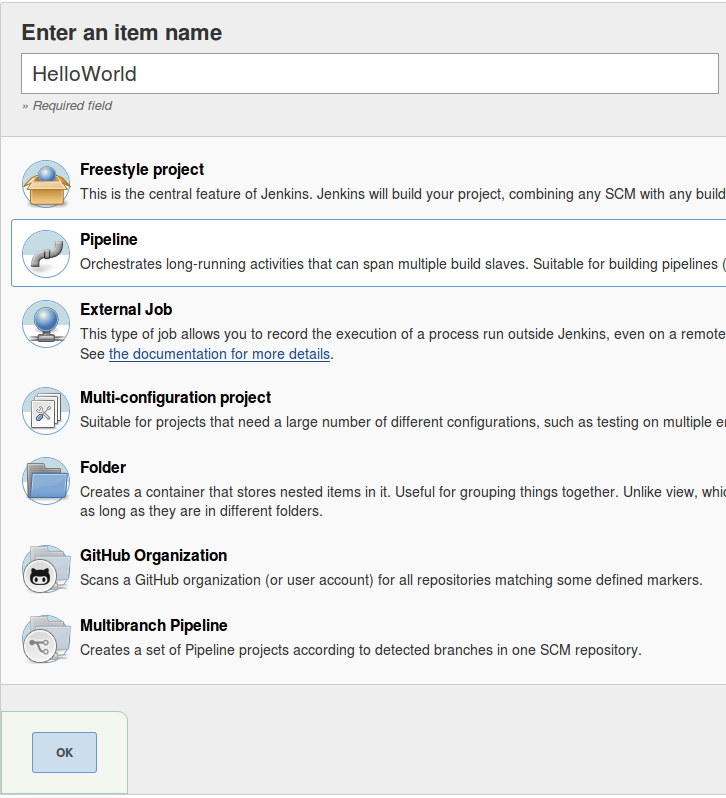 Enter an item name
HelloWorld
» Required field
Freestyle project
This is the central feature of Jenkins. Jenkins will build your project, combining any SCM with any build
Pipeline
Orchestrates long-running activities that can span multiple build slaves. Suitable for building pipelines (
External Job
This type of job allows you to record the execution of a process run outside Jenkins, even on a remote
See the documentation for more details.
Multi-configuration project
Suitable for projects that need a large number of different configurations, such as testing on multiple
Folder
Creates a container that stores nested items in it. Useful for grouping things together. Unlike view,
as long as they are in different folders.
GitHub Organization
Scans a GitHub organization (or user account) for all repositories matching some defined markers.
Multibranch Pipeline
Creates a set of Pipeline projects according to detected branches in one SCM repository.
OK